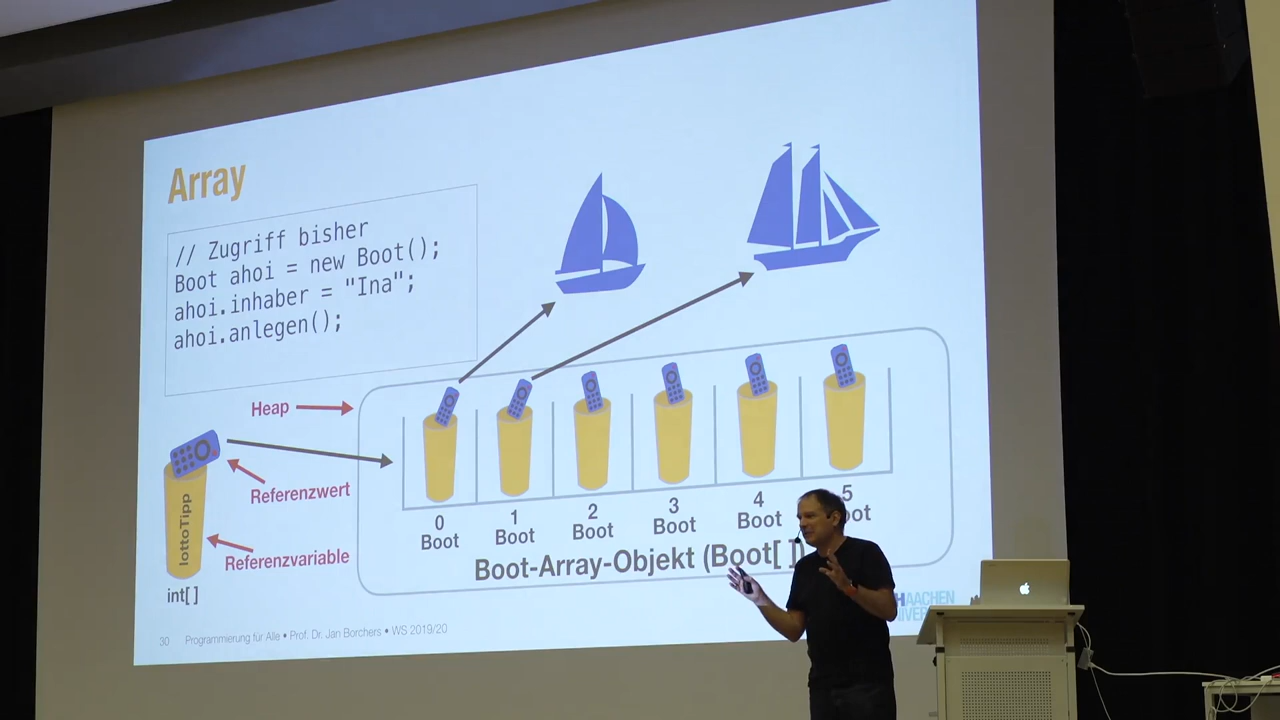 Array
// Zugriff bisher
Boot ahoi = new Boot();
ahoi.inhaber = "Ina";
ahoi.anlegen();
Heap
Referenzwert
Referenzvariable
lottoTipp
int[ ]
0 1 2 3 4 5
Boot Boot Boot Boot Boot oot
Boot-Array-Objekt (Boot[ ])
30 Programmierung für Alle • Prof. Dr. Jan Borchers • WS 2019/20
HAACHEN